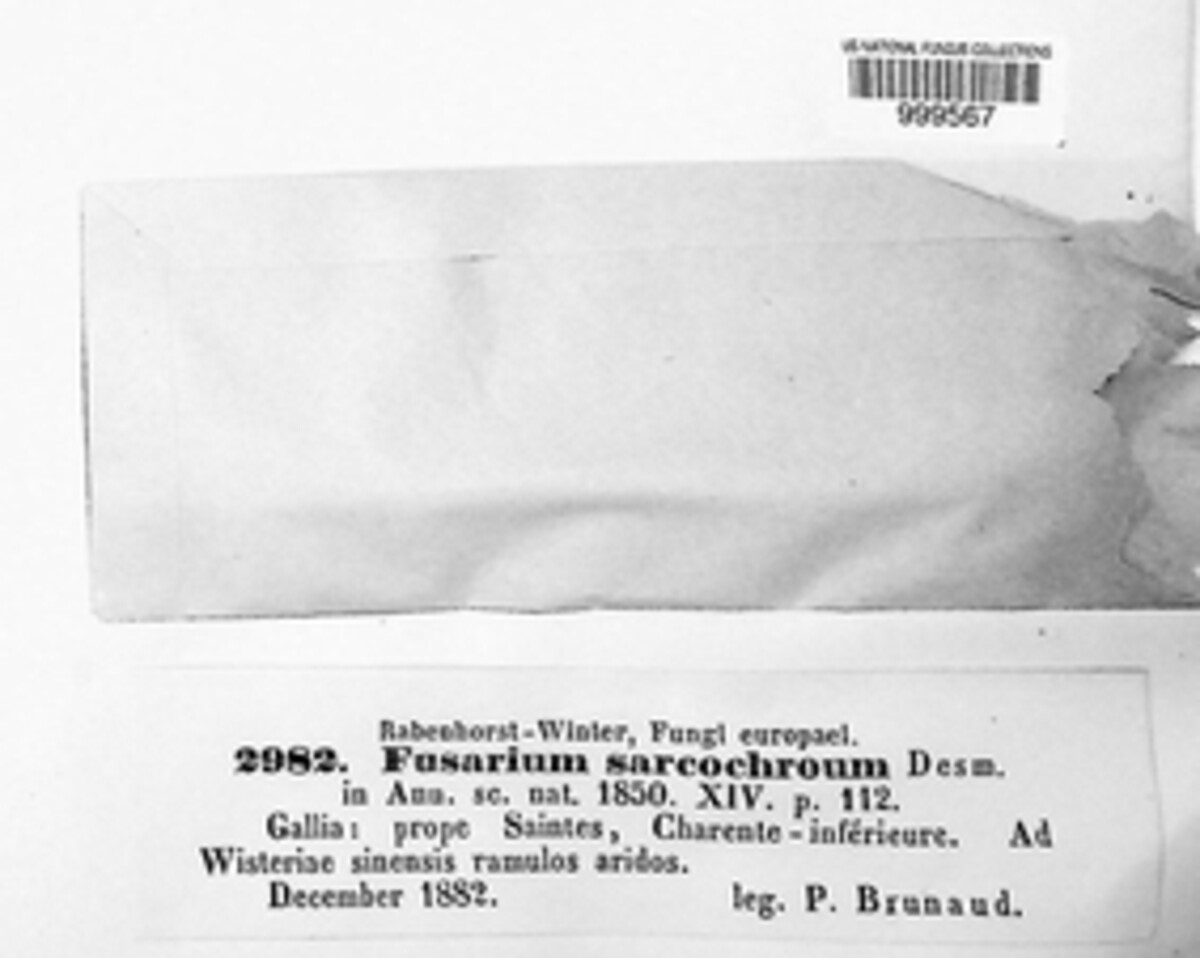 US NATIONAL FUNGUS COLLECTIONS
999567
Rabenhorst-Winter, Fungi europaei.
2982. Fusarium sarcochroum Desm.
in Ann. sc. nat. 1850. XIV. p. 112.
Gallia: prope Saintes, Charente-inférieure. Ad
Wisteriae sinensis ramulos aridos.
December 1882. leg. P. Brunaud.